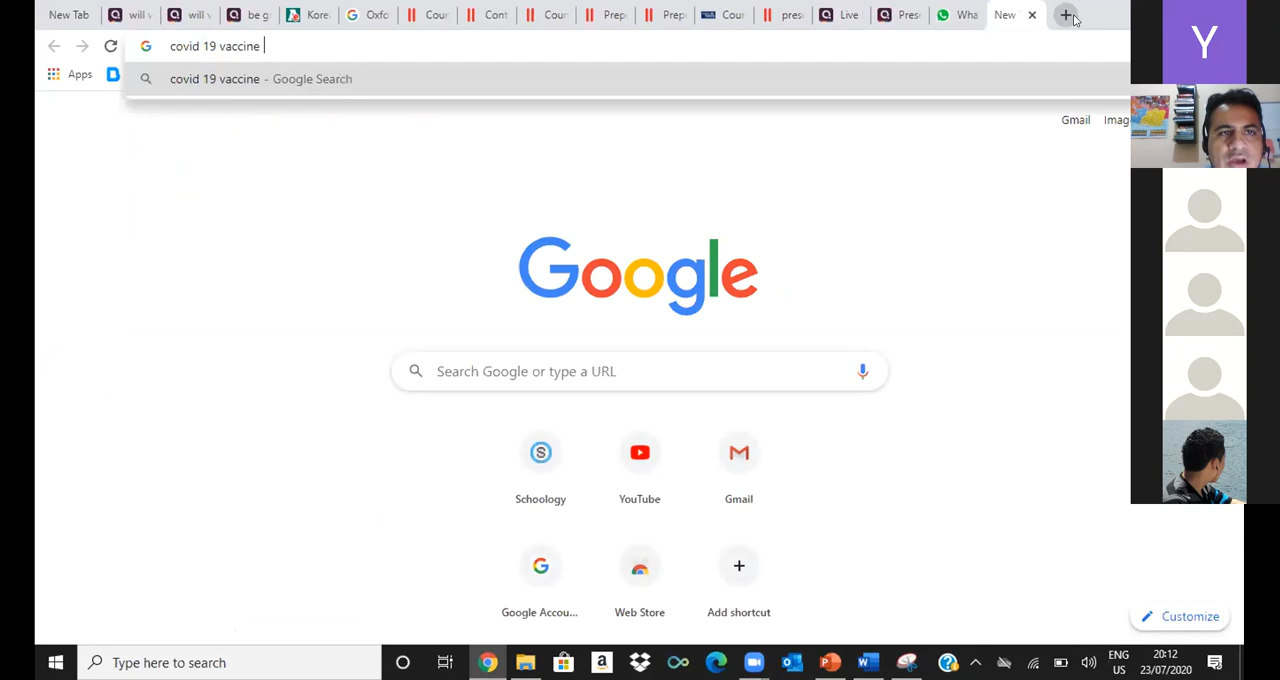 New Tab will v will v be g Kore Oxfo Cour Cont Cour Prep Prep Cour pres Live Pres Wha New
covid 19 vaccine
Apps
covid 19 vaccine - Google Search
Gmail Imag
Y
Google
Search Google or type a URL
Schoology YouTube Gmail
Google Accou... Web Store Add shortcut
Customize
Type here to search
ENG
US
20:12
23/07/2020